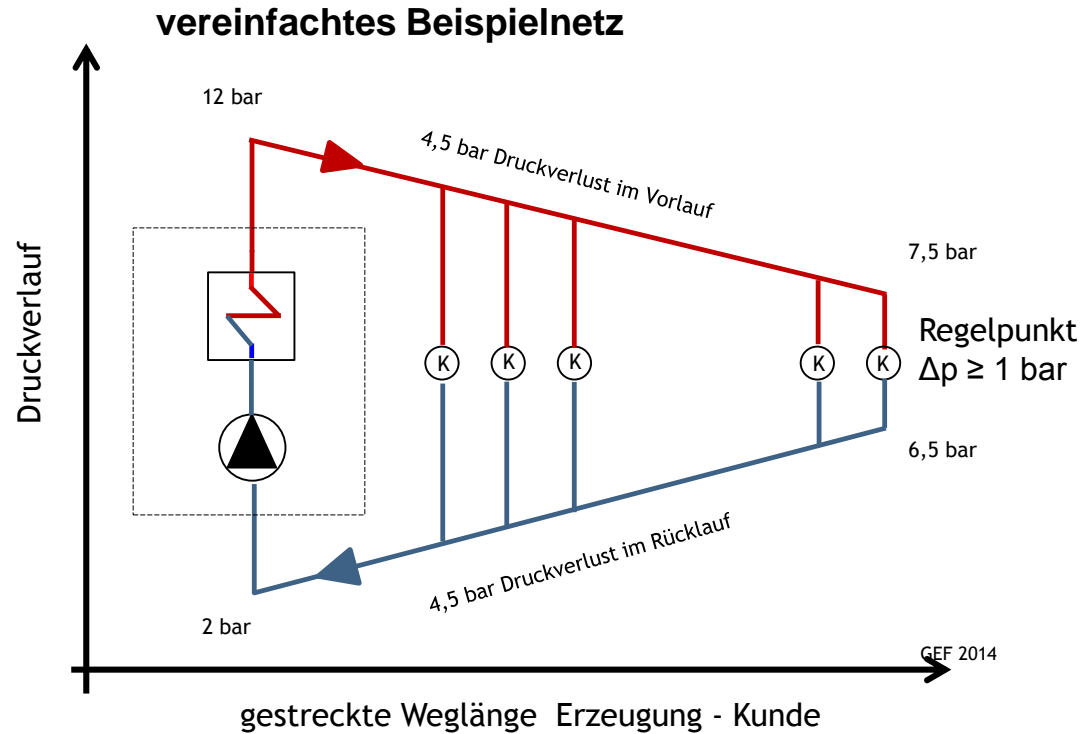 vereinfachtes Beispielnetz
12 bar
4,5 bar Druckverlust im Vorlauf
7,5 bar
Druckverlauf
Regelpunkt
Δp ≥ 1 bar
K
K
K
K
K
6,5 bar
4,5 bar Druckverlust im Rücklauf
2 bar
GEF 2014
gestreckte Weglänge Erzeugung - Kunde